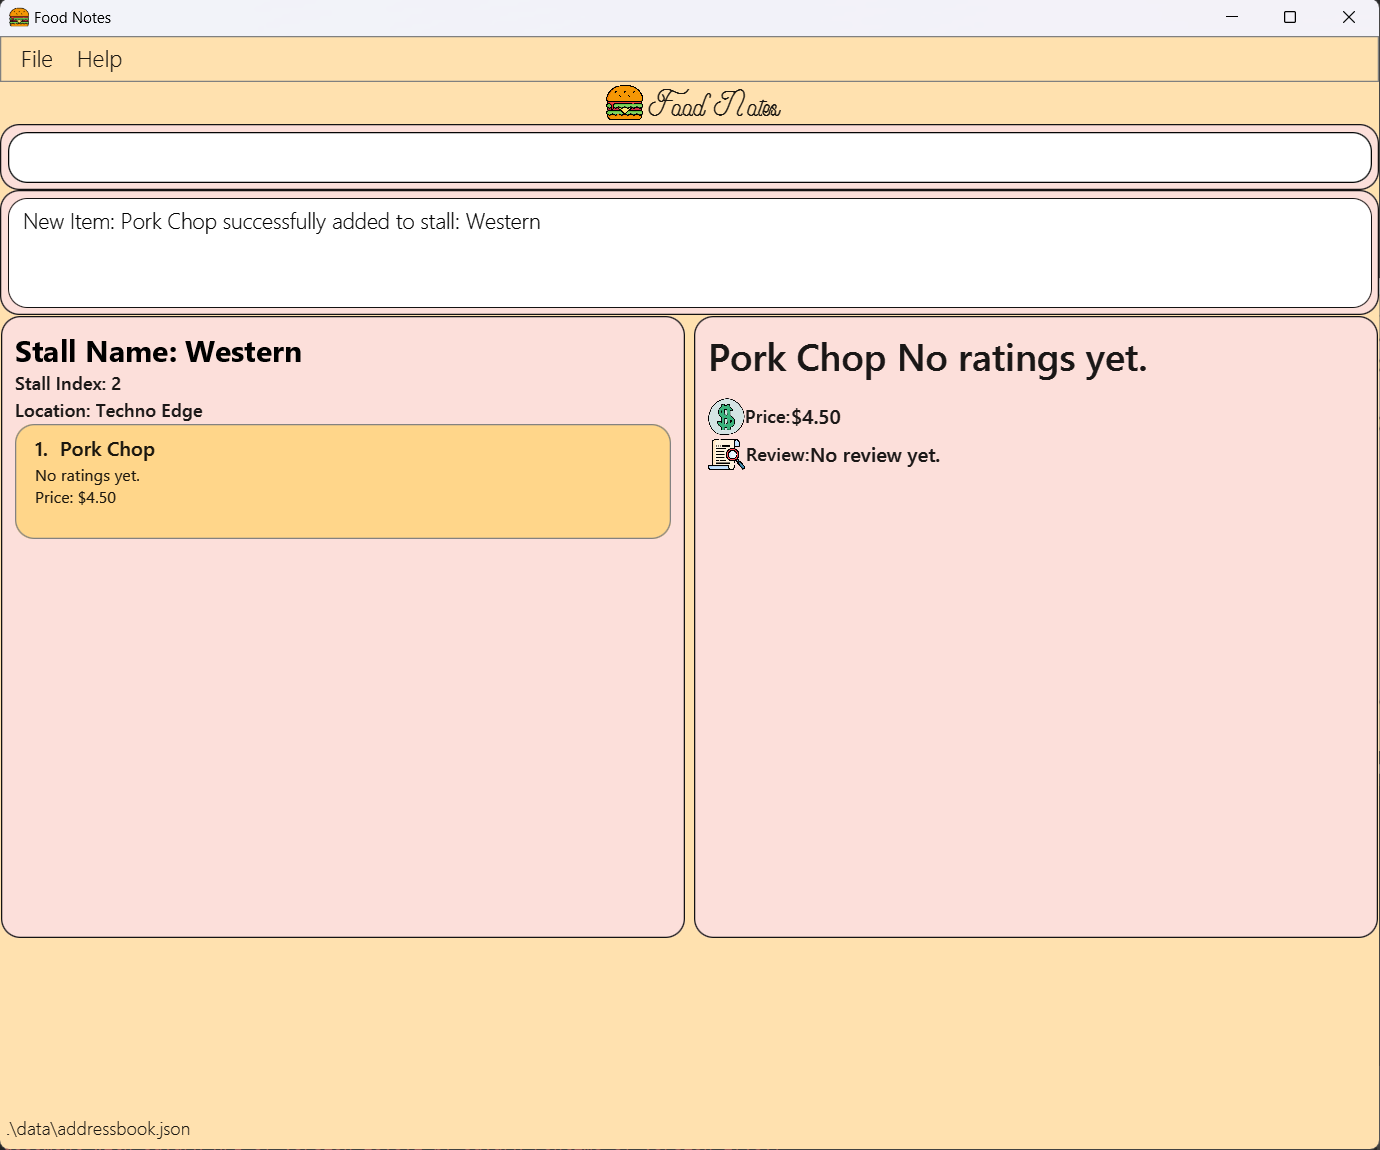 Food Notes
File Help
Food Notes
New Item: Pork Chop successfully added to stall: Western
Stall Name: Western
Stall Index: 2
Location: Techno Edge
1. Pork Chop
No ratings yet.
Price: $4.50
Pork Chop No ratings yet.
Price:$4.50
Review:No review yet.
.\data\addressbook.json